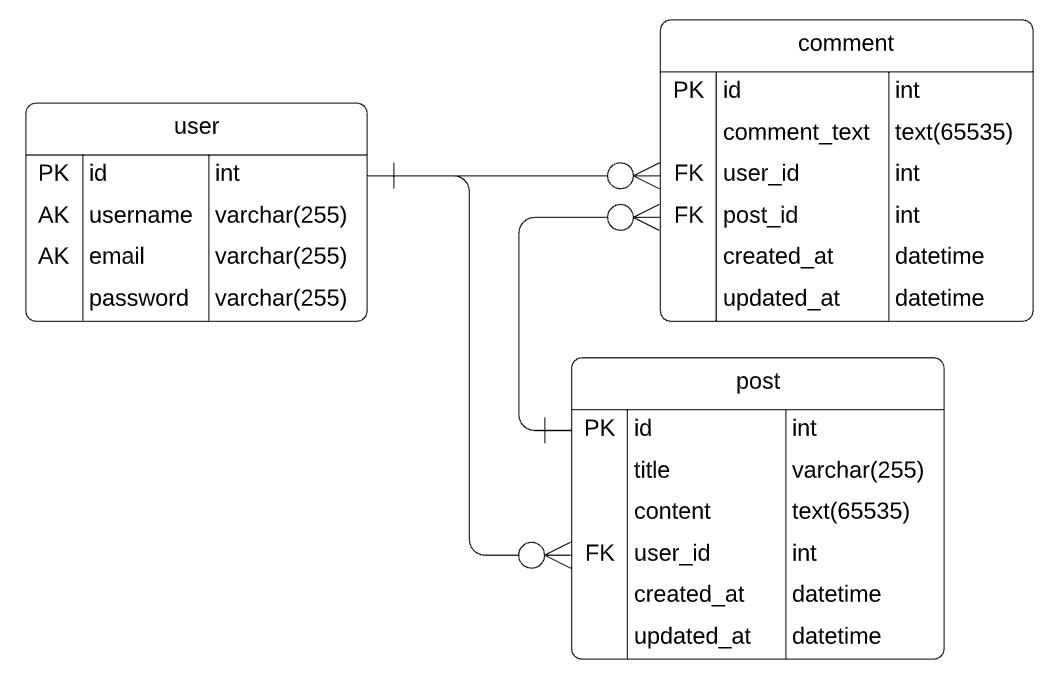 user
PK id int
AK username varchar(255)
AK email varchar(255)
password varchar(255)
comment
PK id int
comment_text text(65535)
FK user_id int
FK post_id int
created_at datetime
updated_at datetime
post
PK id int
title varchar(255)
content text(65535)
FK user_id int
created_at datetime
updated_at datetime